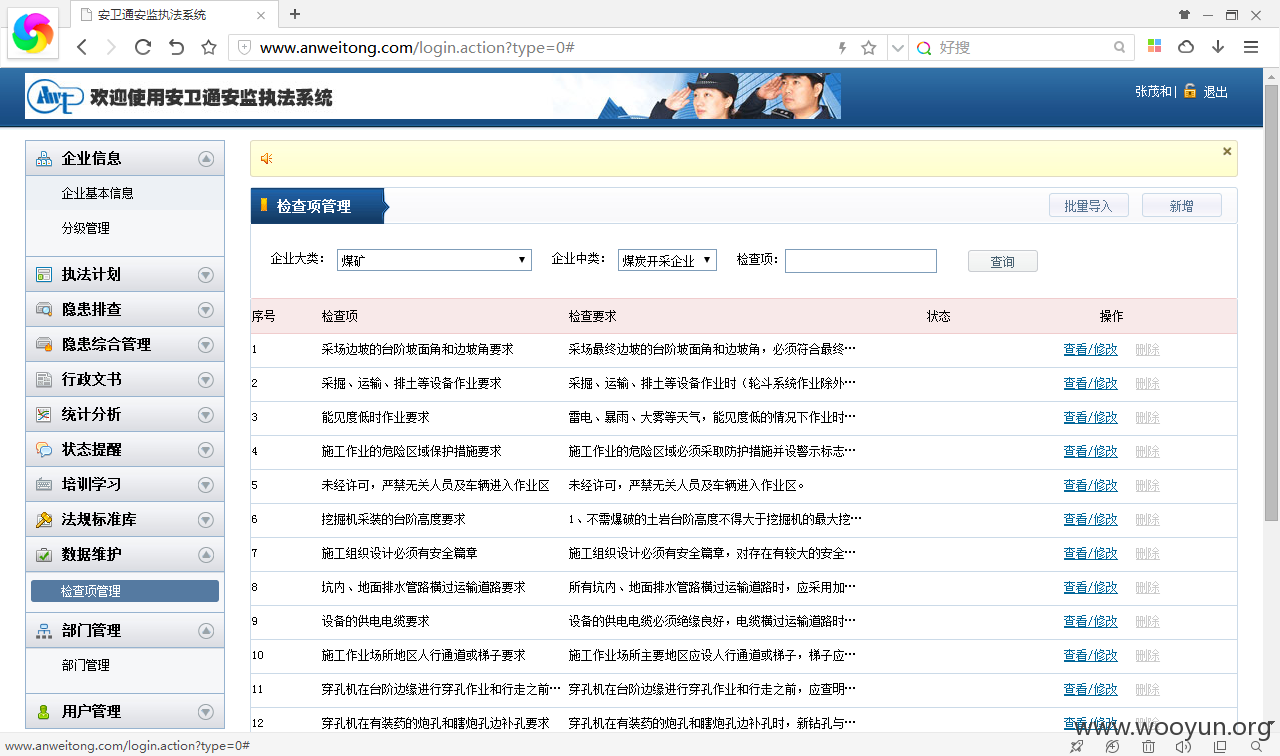 安卫通安监执法系统
www.anweitong.com/login.action?type=0#
好搜
AWT 欢迎使用安卫通安监执法系统
张茂和| 退出
企业信息
企业基本信息
分级管理
执法计划
隐患排查
隐患综合管理
行政文书
统计分析
状态提醒
培训学习
法规标准库
数据维护
检查项管理
部门管理
部门管理
用户管理
检查项管理
批量导入 新增
企业大类： 煤矿 企业中类： 煤炭开采企业 检查项： 查询
序号 检查项 检查要求 状态 操作
1 采场边坡的台阶坡面角和边坡角要求 采场最终边坡的台阶坡面角和边坡角，必须符合最终… 查看/修改 删除
2 采掘、运输、排土等设备作业要求 采掘、运输、排土等设备作业时，轮斗系统作业除外… 查看/修改 删除
3 能见度低时作业要求 雷电、暴雨、大雾等天气，能见度低的情况下作业时… 查看/修改 删除
4 施工作业的危险区域保护措施要求 施工作业的危险区域必须采取防护措施并设警示标志… 查看/修改 删除
5 未经许可，严禁无关人员及车辆进入作业区 未经许可，严禁无关人员及车辆进入作业区。 查看/修改 删除
6 挖掘机采装的台阶高度要求 1、不需爆破的土岩台阶高度不得大于挖掘机的最大挖… 查看/修改 删除
7 施工组织设计必须有安全篇章 施工组织设计必须有安全篇章，对存在有较大的安全… 查看/修改 删除
8 坑内、地面排水管路横过运输道路要求 所有坑内、地面排水管路横过运输道路时，应采用加… 查看/修改 删除
9 设备的供电电缆要求 设备的供电电缆必须绝缘良好，电缆横过运输道路时… 查看/修改 删除
10 施工作业场所地区人行通道或梯子要求 施工作业场所主要地区应设人行通道或梯子，梯子应… 查看/修改 删除
11 穿孔机在台阶边缘进行穿孔作业和行走之前… 穿孔机在台阶边缘进行穿孔作业和行走之前，应查明… 查看/修改 删除
12 穿孔机在有装药的炮孔和瞎炮孔边补孔要求 穿孔机在有装药的炮孔和瞎炮孔边补孔时，新钻孔与… 查看/修改 删除
www.wooyun.org
www.anweitong.com/login.action?type=0#